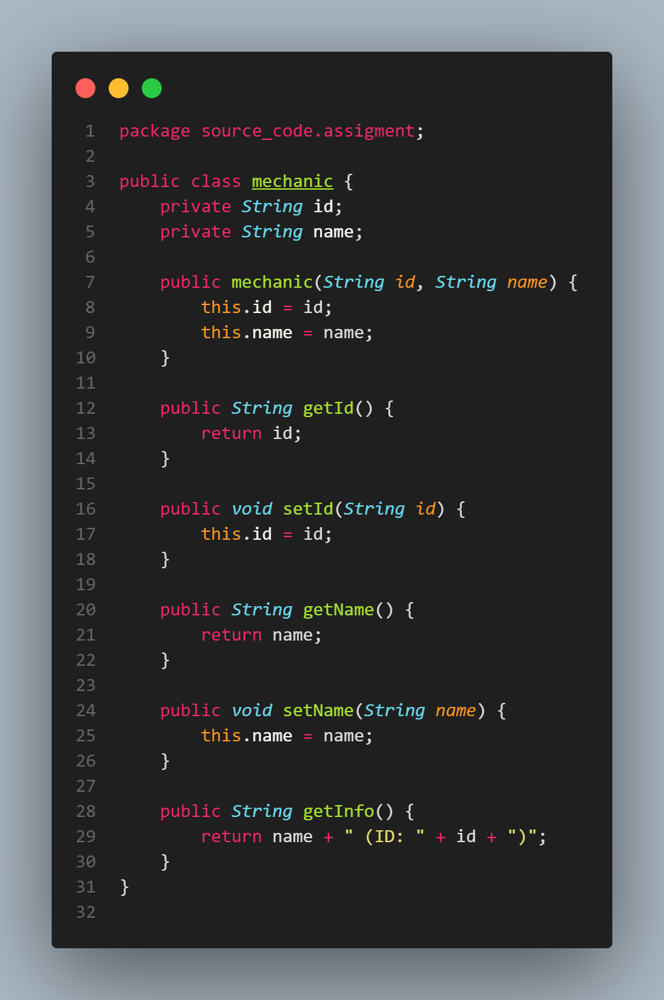 1 package source_code.assigment;
2
3 public class mechanic {
4     private String id;
5     private String name;
6
7     public mechanic(String id, String name) {
8         this.id = id;
9         this.name = name;
10     }
11
12     public String getId() {
13         return id;
14     }
15
16     public void setId(String id) {
17         this.id = id;
18     }
19
20     public String getName() {
21         return name;
22     }
23
24     public void setName(String name) {
25         this.name = name;
26     }
27
28     public String getInfo() {
29         return name + " (ID: " + id + ")";
30     }
31 }
32